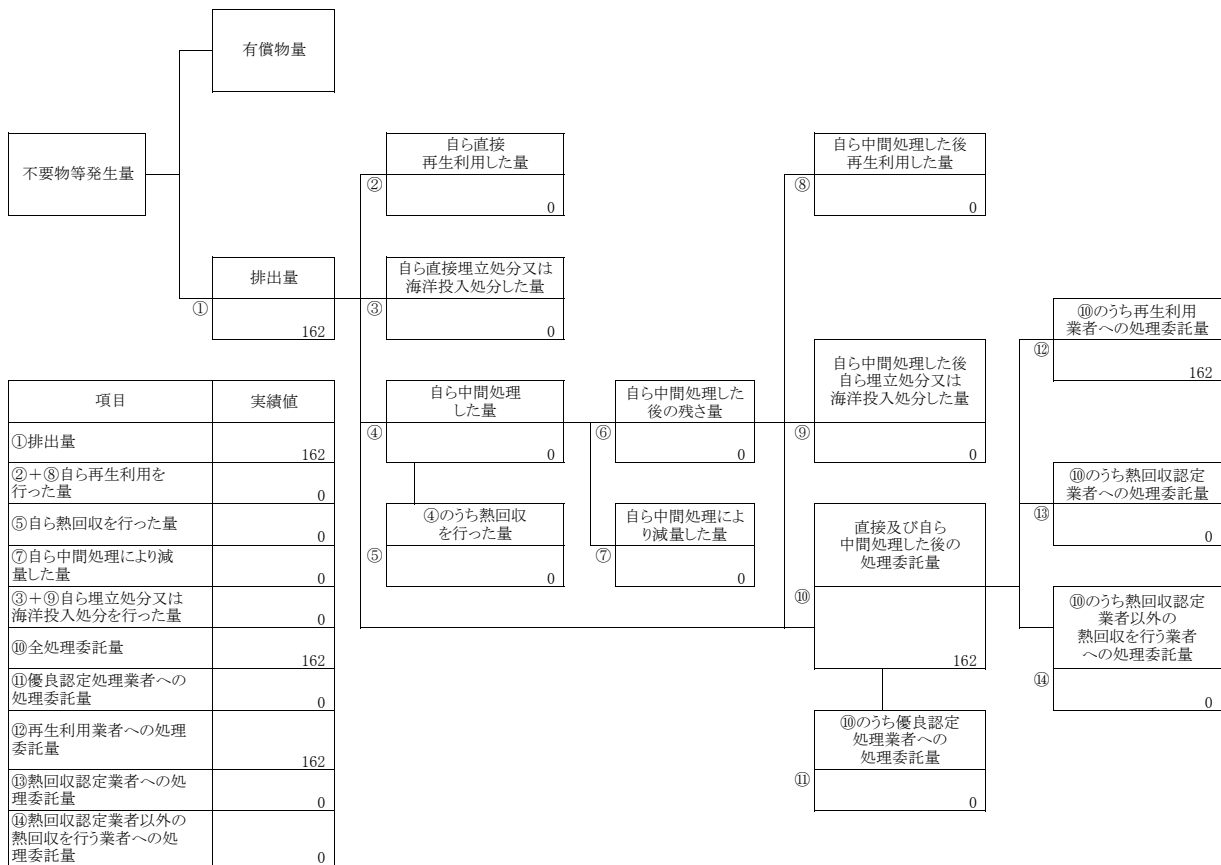 有償物量
不要物等発生量
自ら直接
再生利用した量
②
0
自ら中間処理した後
再生利用した量
⑧
0
排出量
①
162
自ら直接埋立処分又は
海洋投入処分した量
③
0
⑩のうち再生利用
業者への処理委託量
⑫
162
自ら中間処理
した量
④
0
自ら中間処理した
後の残さ量
⑥
0
自ら中間処理した後
自ら埋立処分又は
海洋投入処分した量
⑨
0
⑩のうち熱回収認定
業者への処理委託量
⑬
0
④のうち熱回収
を行った量
⑤
0
自ら中間処理によ
り減量した量
⑦
0
直接及び自ら
中間処理した後の
処理委託量
⑩
162
⑩のうち熱回収認定
業者以外の
熱回収を行う業者
への処理委託量
⑭
0
⑩のうち優良認定
処理業者への
処理委託量
⑪
0
項目 実績値
①排出量 162
②＋⑧自ら再生利用を
行った量 0
⑤自ら熱回収を行った量 0
⑦自ら中間処理により減
量した量 0
③＋⑨自ら埋立処分又は
海洋投入処分を行った量 0
⑩全処理委託量 162
⑪優良認定処理業者への
処理委託量 0
⑫再生利用業者への処理
委託量 162
⑬熱回収認定業者への処
理委託量 0
⑭熱回収認定業者以外の
熱回収を行う業者への処
理委託量 0